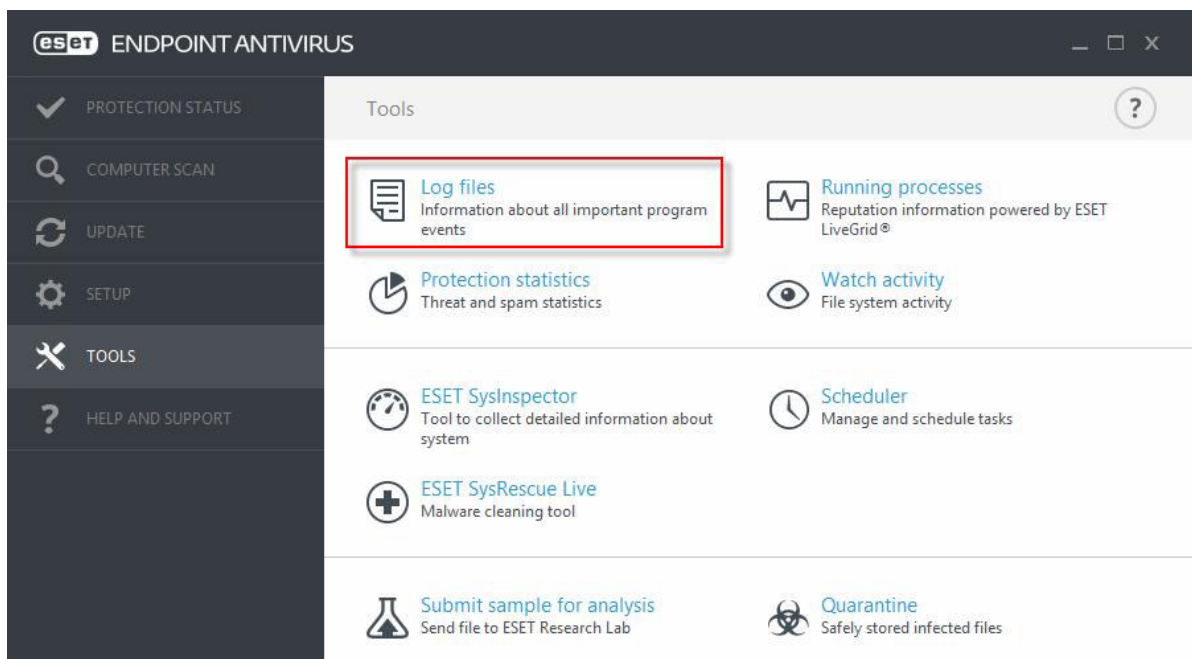 eset ENDPOINT ANTIVIRUS
PROTECTION STATUS
COMPUTER SCAN
UPDATE
SETUP
TOOLS
HELP AND SUPPORT
Tools
?
Log files
Information about all important program
events
Running processes
Reputation information powered by ESET
LiveGrid®
Protection statistics
Threat and spam statistics
Watch activity
File system activity
ESET SysInspector
Tool to collect detailed information about
system
Scheduler
Manage and schedule tasks
ESET SysRescue Live
Malware cleaning tool
Submit sample for analysis
Send file to ESET Research Lab
Quarantine
Safely stored infected files